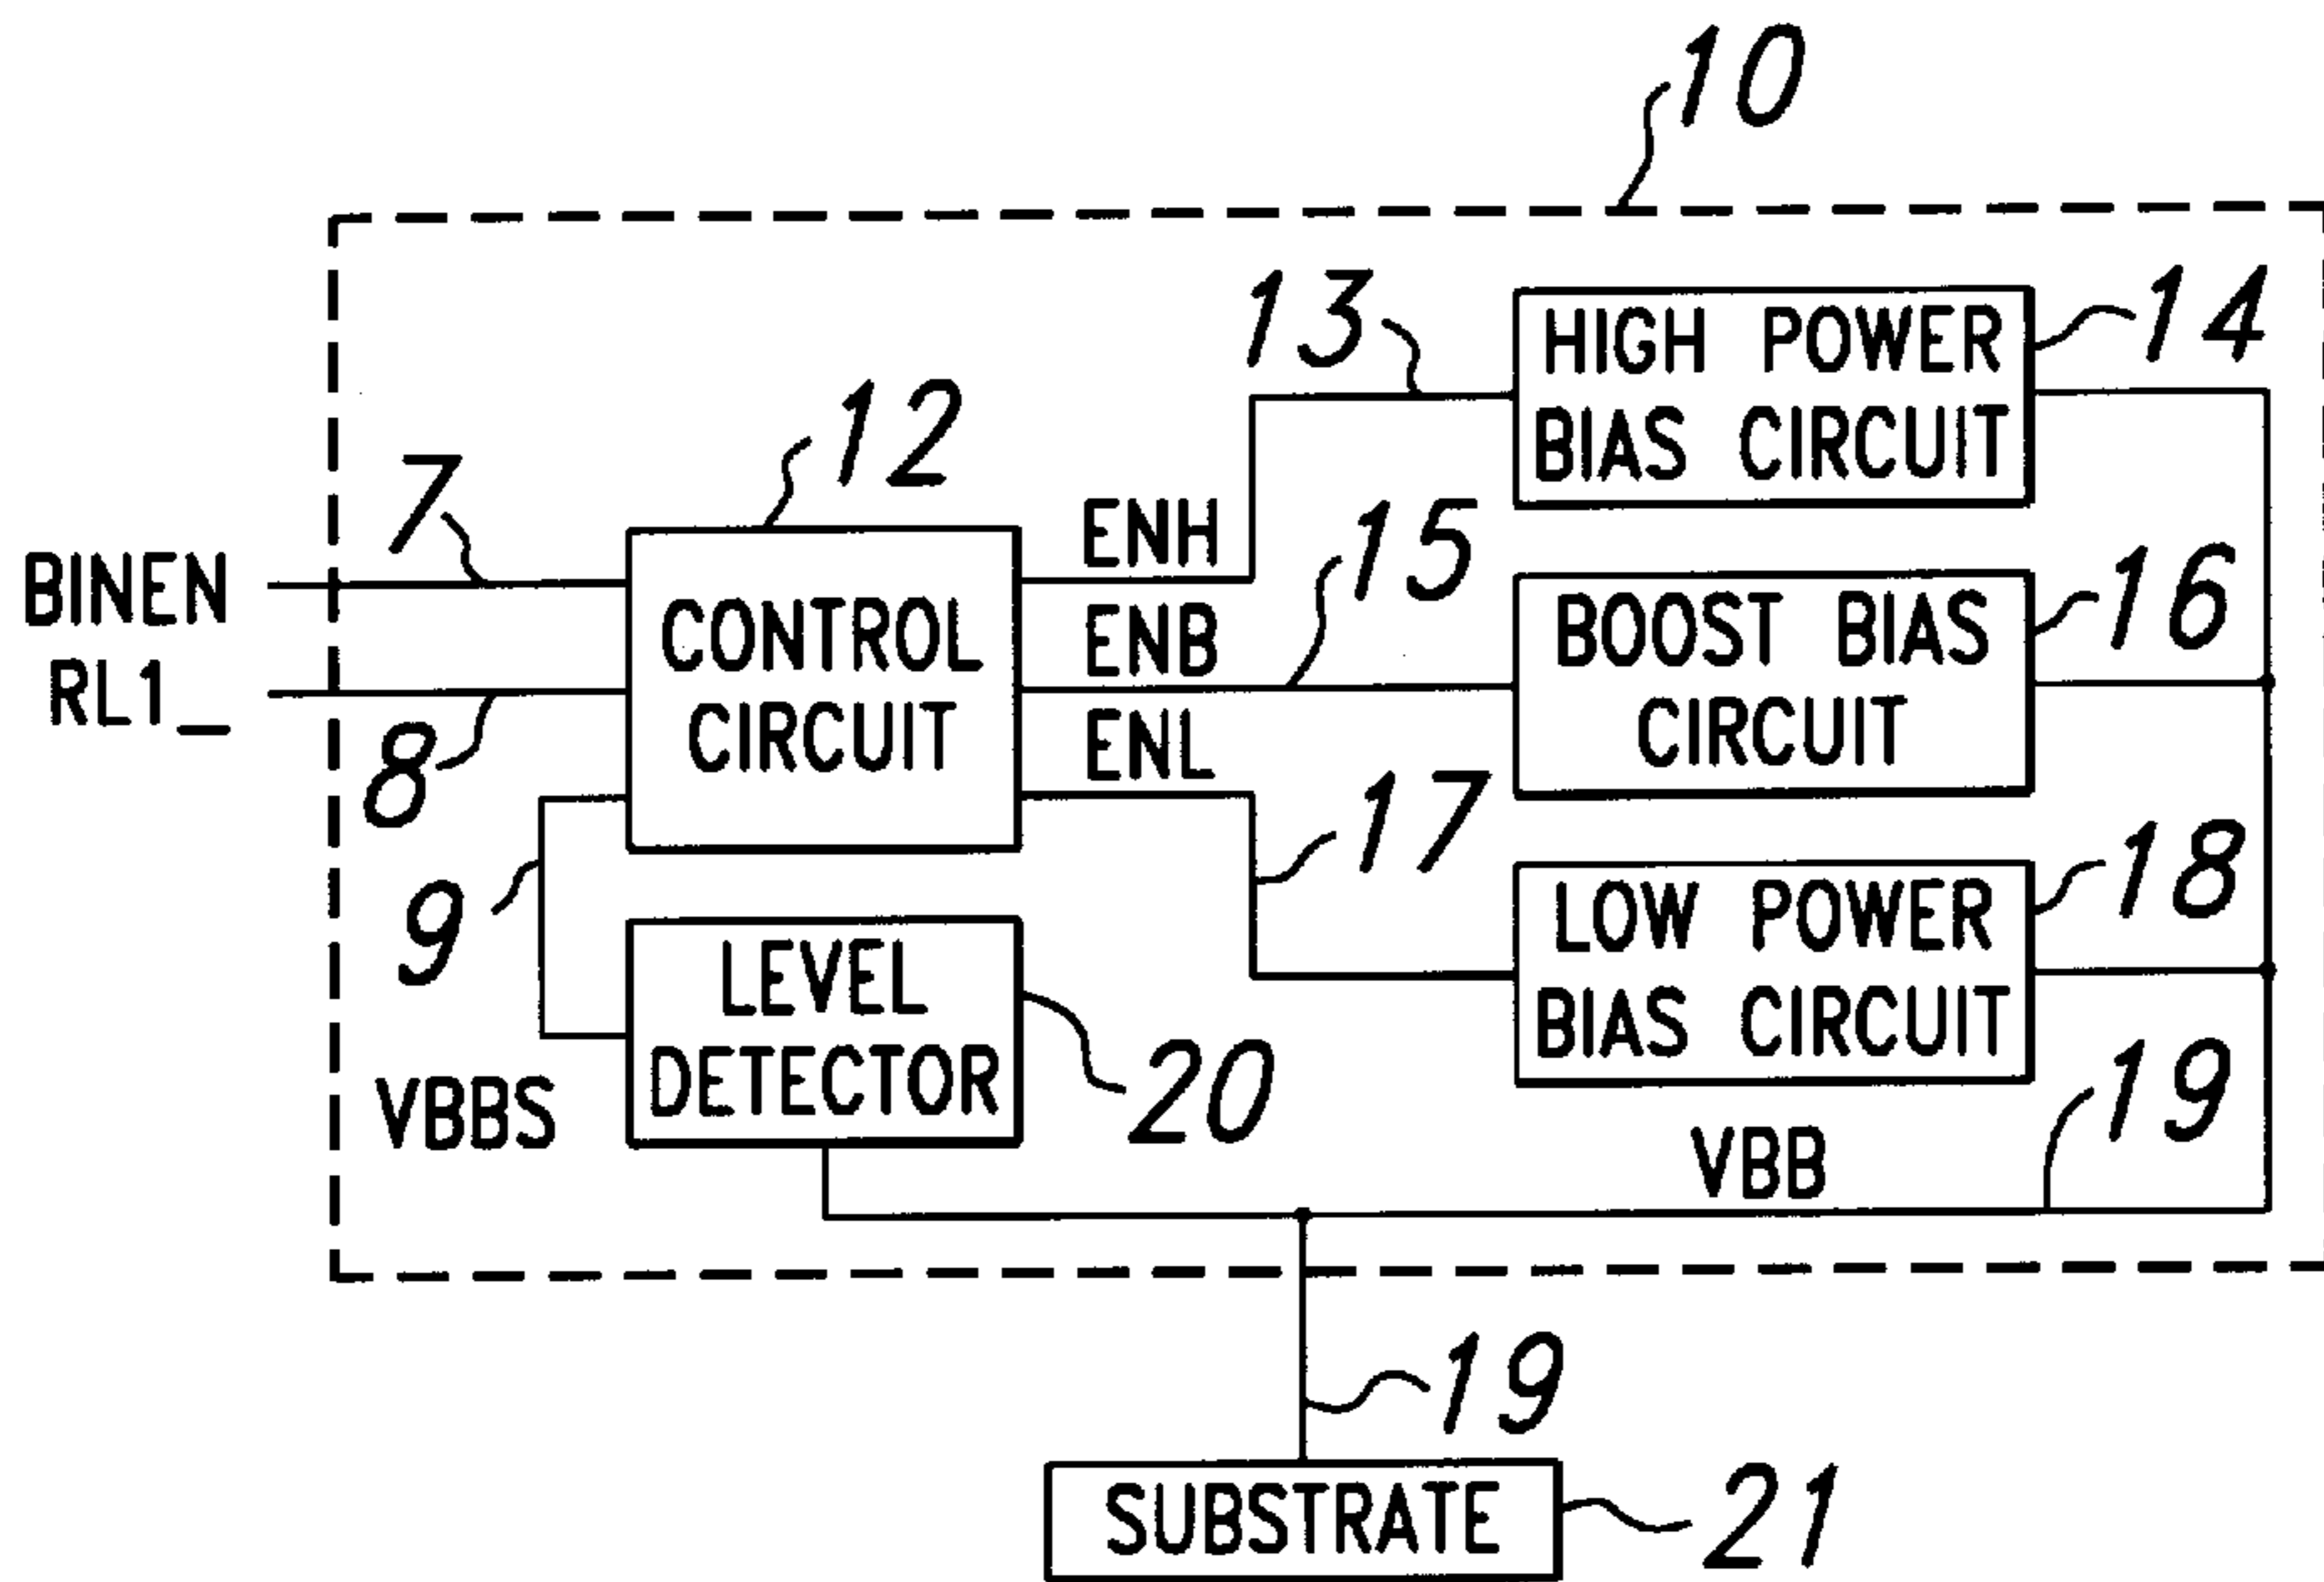 10
13
HIGH POWER
BIAS CIRCUIT
14
12
7
ENH
15
BINEN
CONTROL
CIRCUIT
ENB
BOOST BIAS
CIRCUIT
16
RL1_
8
ENL
17
9
LOW POWER
BIAS CIRCUIT
18
LEVEL
DETECTOR
20
VBBS
VBB
19
19
SUBSTRATE
21